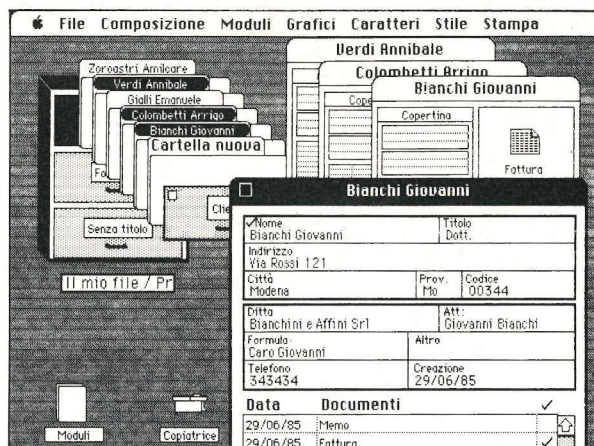 File Composizione Moduli Grafici Caratteri Stile Stampa
Verdi Annibale
Colombetti Arrigo
Bianchi Giovanni
Copertina
Fattura
Zoroastri Amilcare
Verdi Annibale
Gialli Emanuele
Colombetti Arrigo
Bianchi Giovanni
Cartella nuova
Senza titolo
Il mio file / Pr
Bianchi Giovanni
✓Nome Titolo
Bianchi Giovanni Dott.
Indirizzo
Via Rossi 121
Città Prov. Codice
Modena Mo 00344
Ditta Att:
Bianchini e Affini Srl Giovanni Bianchi
Formula Altro
Caro Giovanni
Telefono Creazione
343434 29/06/85
Data Documenti ✓
29/06/85 Memo
29/06/85 Fattura ✓
Moduli
Copiatrice